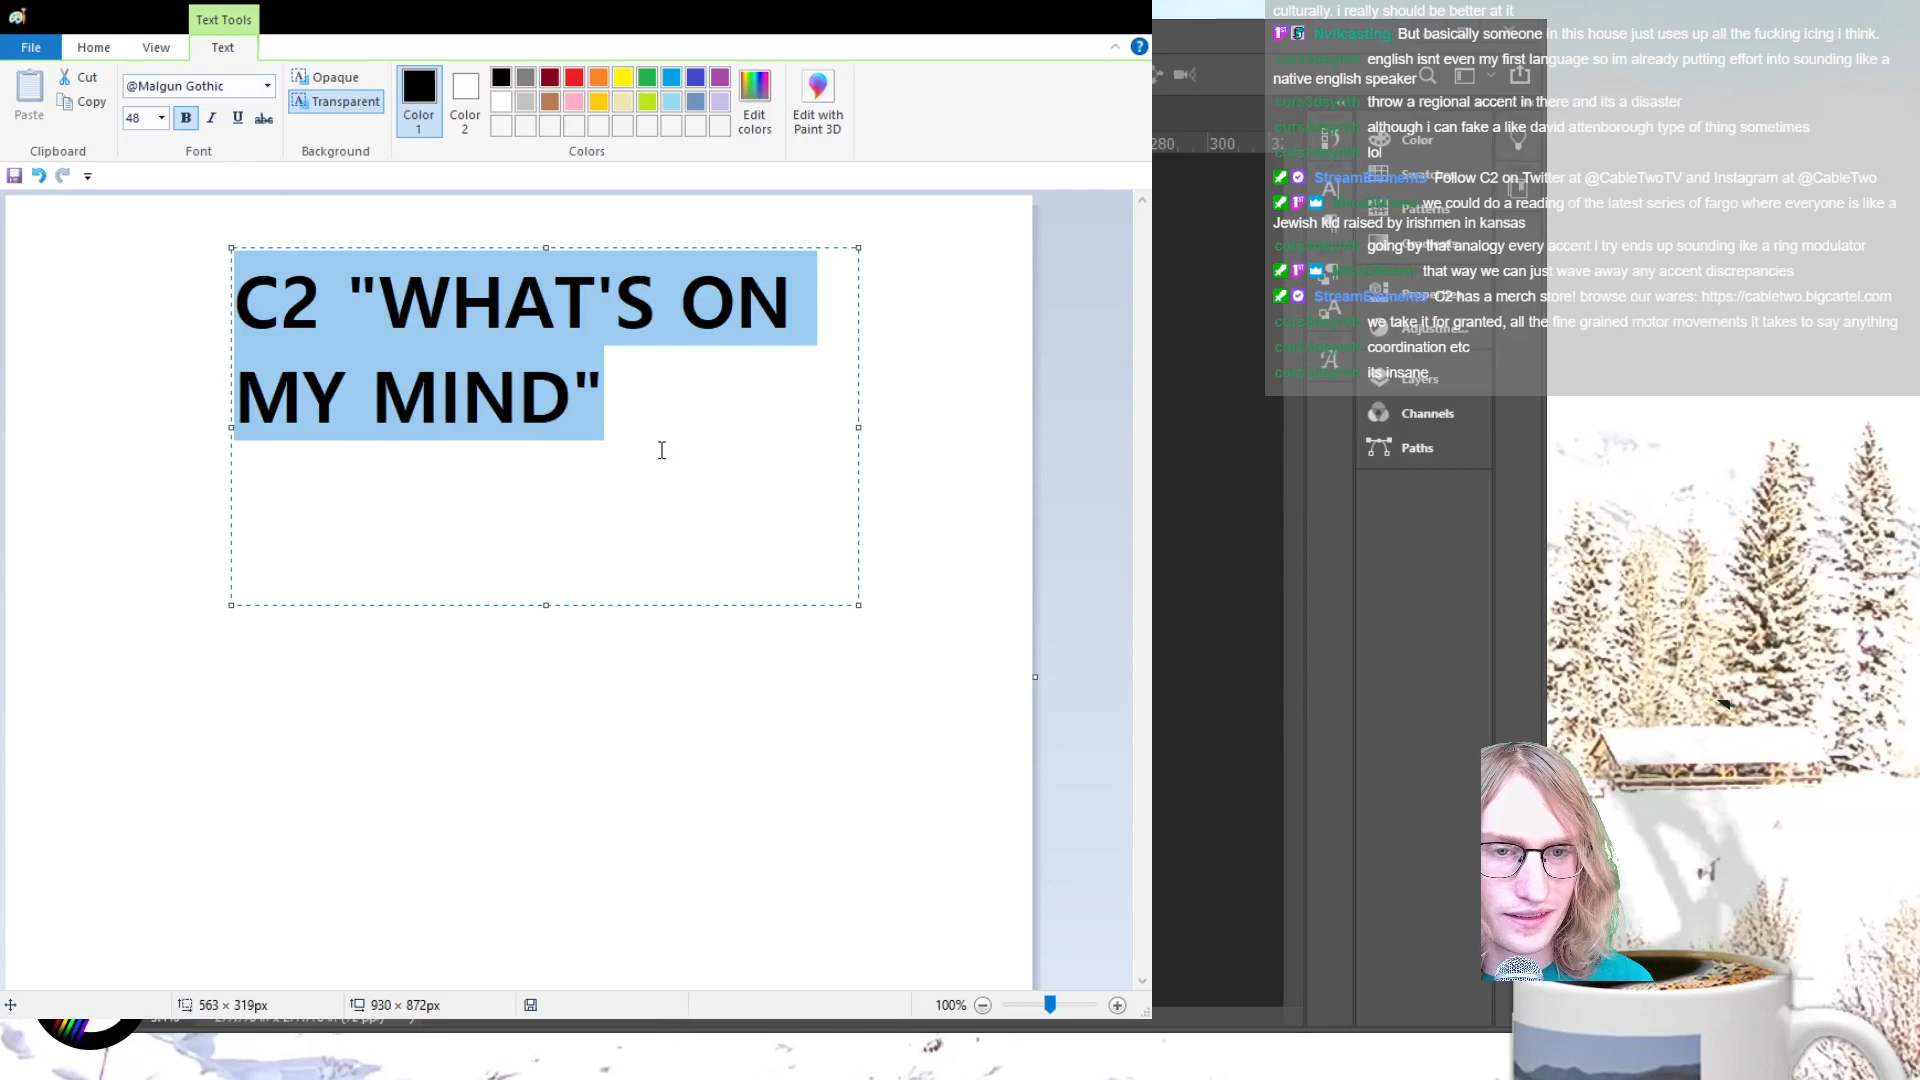 Text Tools
File
Home
View
Text
Paste
Cut
Copy
@Malgun Gothic
48
B
I
U
abc
Opaque
Transparent
Color
1
Color
2
Edit
colors
Edit with
Paint 3D
Clipboard
Font
Background
Colors
C2 "WHAT'S ON
MY MIND"
563 × 319px
930 × 872px
100%
280
300
Color
Patterns
Layers
Channels
Paths
culturally. i really should be better at it
Nvllcasting But basically someone in this house just uses up all the fucking icing i think.
english isnt even my first language so im already putting effort into sounding like a
native english speaker
throw a regional accent in there and its a disaster
although i can fake a like david attenborough type of thing sometimes
lol
StreamElements Follow C2 on Twitter at @CableTwoTV and Instagram at @CableTwo
we could do a reading of the latest series of fargo where everyone is like a
Jewish kid raised by irishmen in kansas
going by that analogy every accent i try ends up sounding ike a ring modulator
that way we can just wave away any accent discrepancies
StreamElements C2 has a merch store! browse our wares: https://cabletwo.bigcartel.com
we take it for granted, all the fine grained motor movements it takes to say anything
coordination etc
its insane